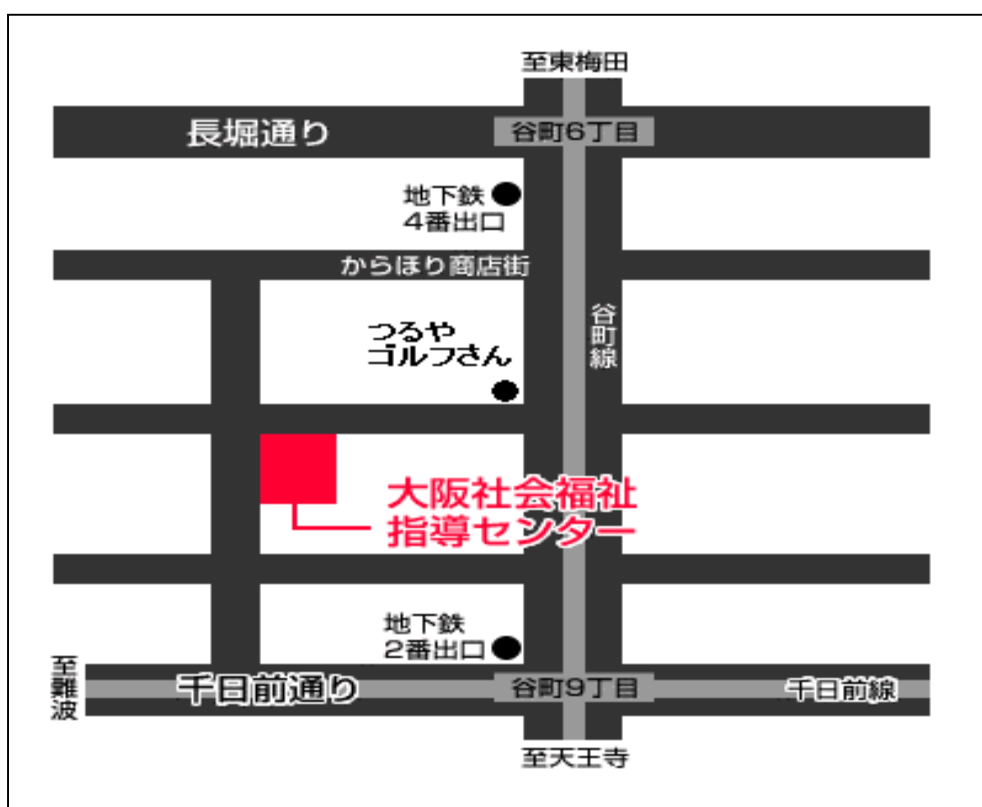 至東梅田
長堀通り
谷町6丁目
地下鉄
4番出口
からほり商店街
谷町線
つるや
ゴルフさん
大阪社会福祉
指導センター
地下鉄
2番出口
至難波
千日前通り
谷町9丁目
千日前線
至天王寺